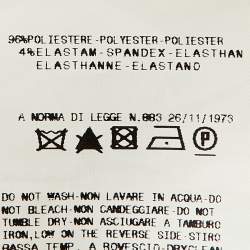 96%POLIESTERE-POLYESTER-POLIESTER
4%ELASTAM-SPANDEX-ELASTHAN
ELASTHANNE-ELASTANO
A NORMA DI LEGGE N.883 26/11/1973
P
DO NOT WASH-NON LAVARE IN ACQUA-DO
NOT BLEACH-NON CANDEGGIARE-DO NOT
TUMBLE DRY-NON ASCIUGARE A TAMBURO
IRON,LOW ON THE REVERSE SIDE-STIRO
BASSA TEMP. A ROVESCIO-DRYCLEAN